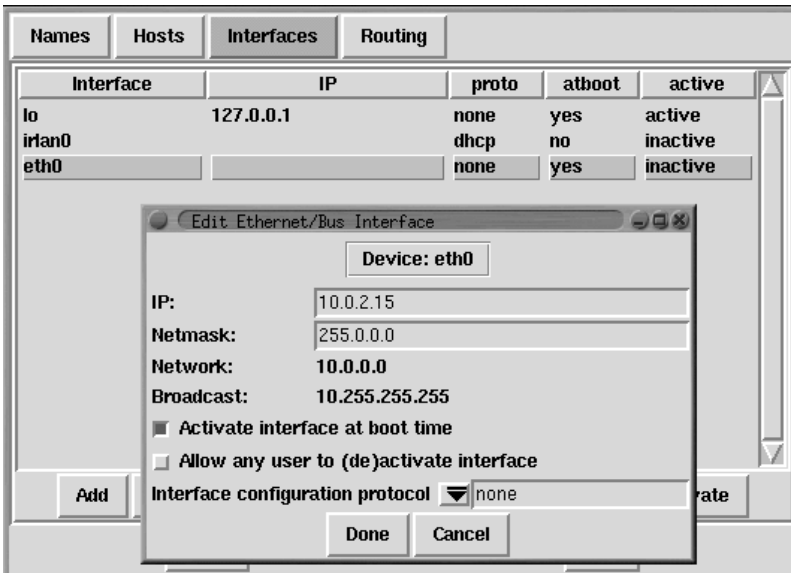 Names Hosts Interfaces Routing
Interface IP proto atboot active
lo 127.0.0.1 none yes active
irlan0 dhcp no inactive
eth0 none yes inactive
Edit Ethernet/Bus Interface
Device: eth0
IP: 10.0.2.15
Netmask: 255.0.0.0
Network: 10.0.0.0
Broadcast: 10.255.255.255
Activate interface at boot time
Allow any user to (de)activate interface
Add
Interface configuration protocol none
Done Cancel